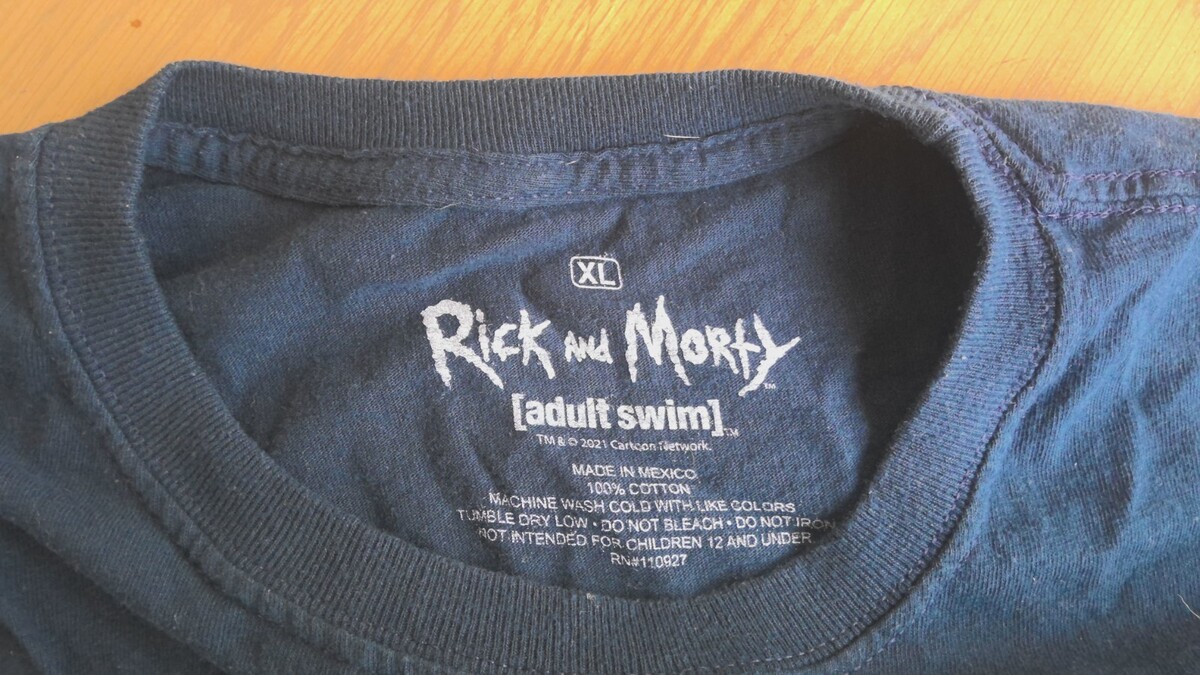 XL
Rick and Morty™
[adult swim]™
TM & © 2021 Cartoon Network.
MADE IN MEXICO
100% COTTON
MACHINE WASH COLD WITH LIKE COLORS
TUMBLE DRY LOW • DO NOT BLEACH • DO NOT IRON
NOT INTENDED FOR CHILDREN 12 AND UNDER
RN#110927